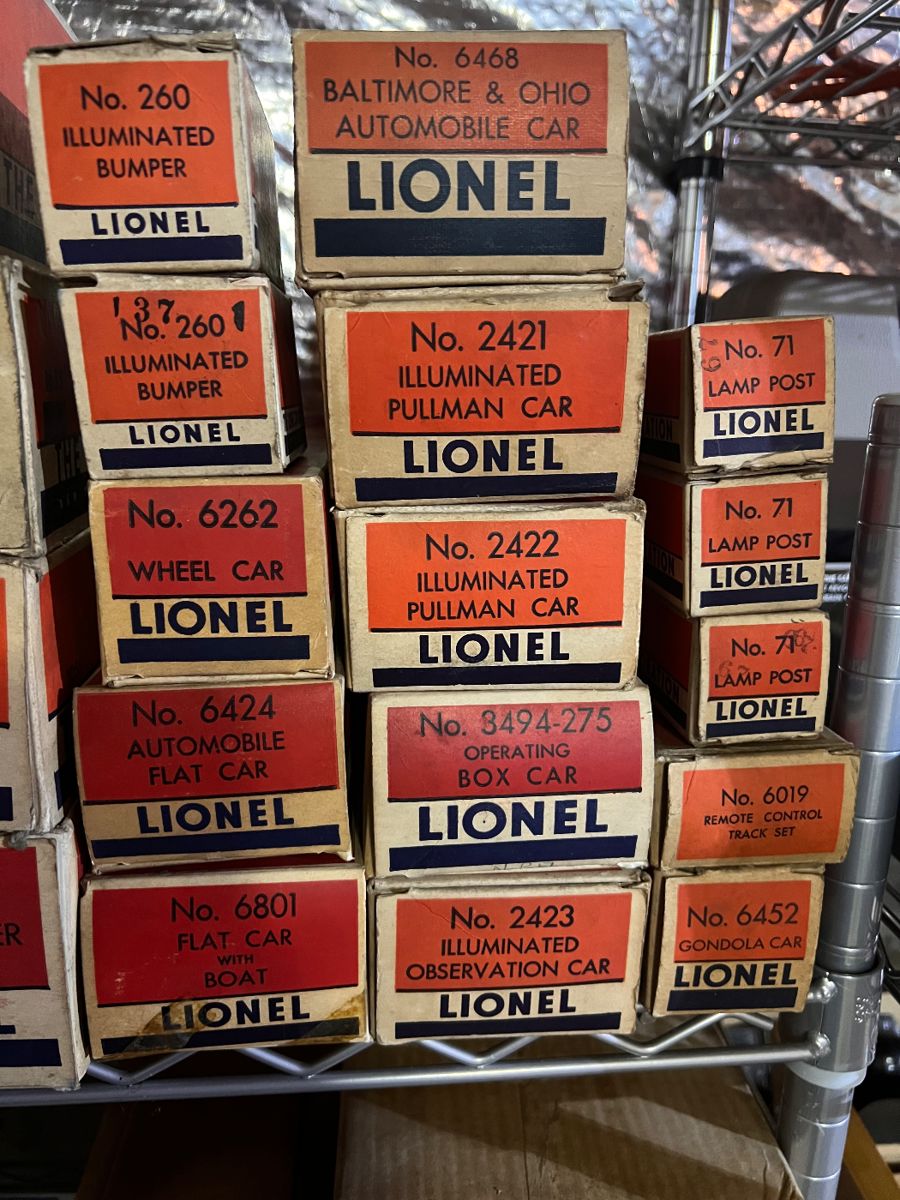 No. 260
ILLUMINATED
BUMPER
LIONEL
137
No. 260
ILLUMINATED
BUMPER
LIONEL
No. 6262
WHEEL CAR
LIONEL
No. 6424
AUTOMOBILE
FLAT CAR
LIONEL
No. 6801
FLAT CAR
WITH
BOAT
LIONEL
No. 6468
BALTIMORE & OHIO
AUTOMOBILE CAR
LIONEL
No. 2421
ILLUMINATED
PULLMAN CAR
LIONEL
No. 2422
ILLUMINATED
PULLMAN CAR
LIONEL
No. 3494-275
OPERATING
BOX CAR
LIONEL
No. 2423
ILLUMINATED
OBSERVATION CAR
LIONEL
No. 71
LAMP POST
LIONEL
No. 71
LAMP POST
LIONEL
No. 71
LAMP POST
LIONEL
No. 6019
REMOTE CONTROL
TRACK SET
No. 6452
GONDOLA CAR
LIONEL
THE
THE
ER